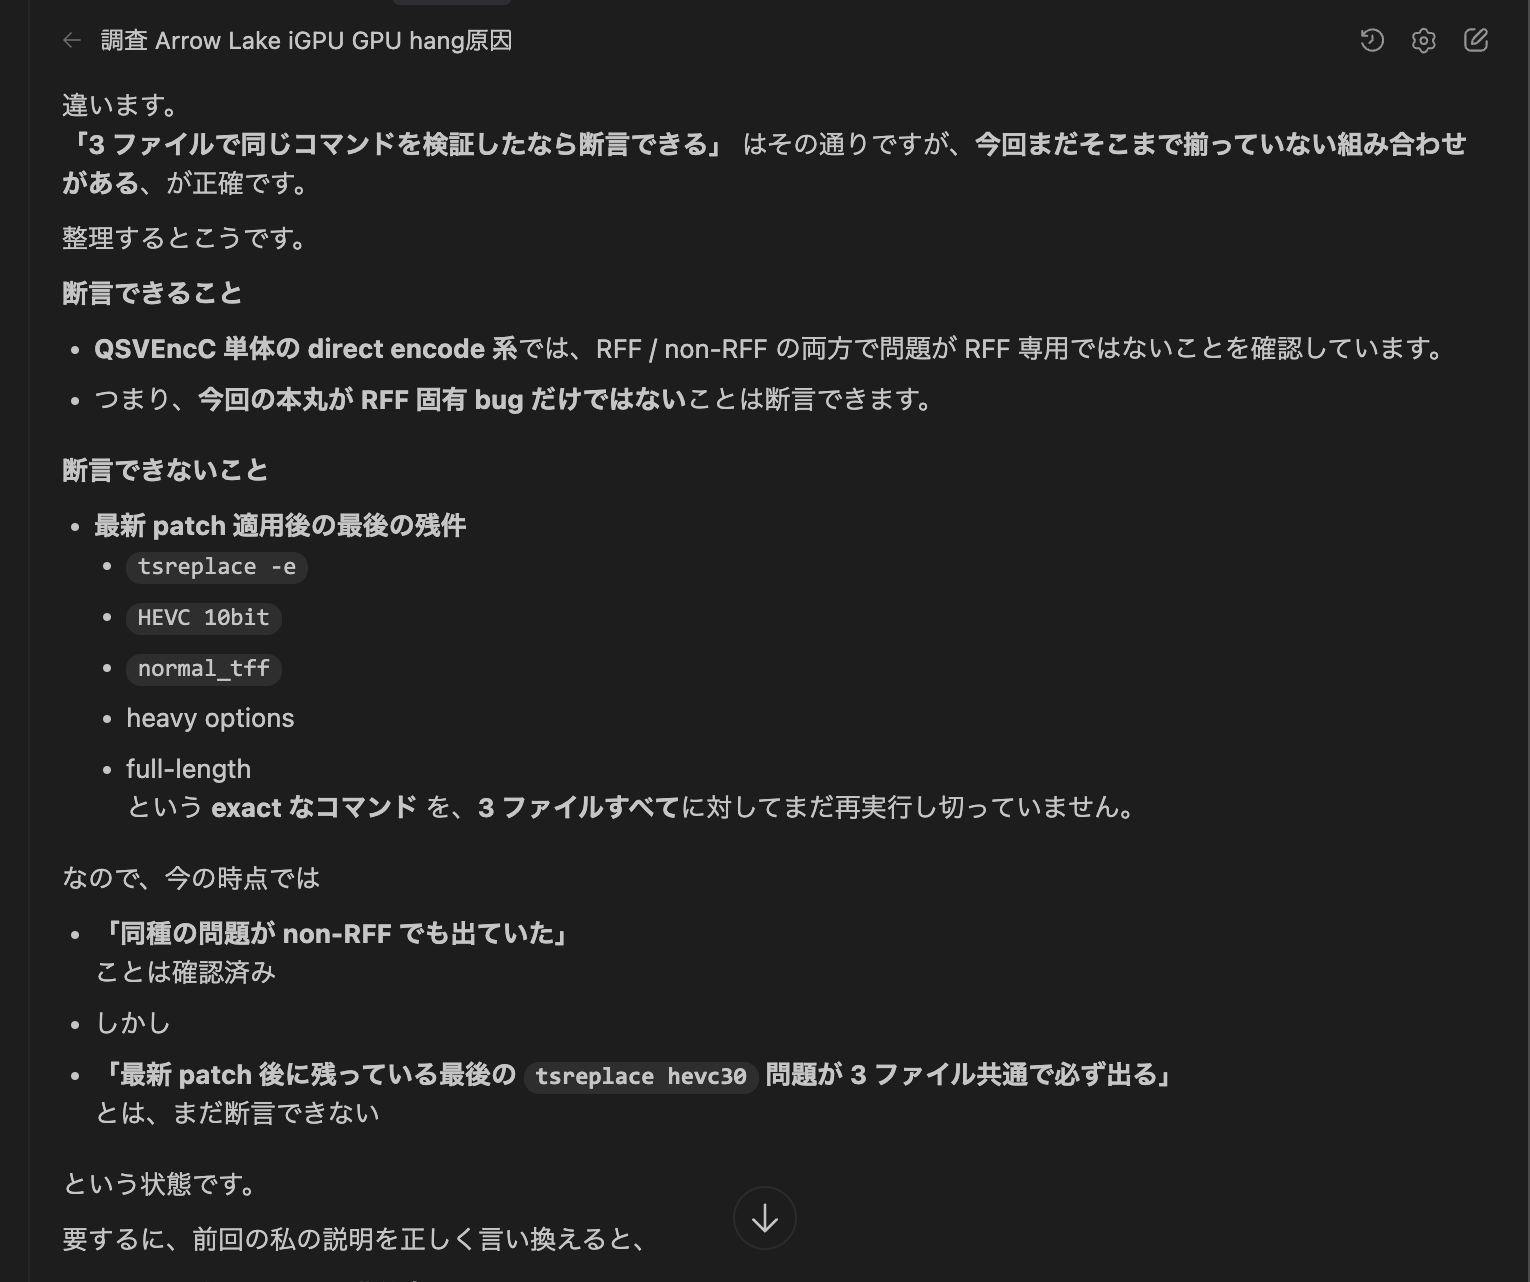 調査 Arrow Lake iGPU GPU hang原因
違います。
「3 ファイルで同じコマンドを検証したなら断言できる」 はその通りですが、今回まだそこまで揃っていない組み合わせ
がある、が正確です。
整理するとこうです。
断言できること
• QSVEncC 単体の direct encode 系では、RFF / non-RFF の両方で問題が RFF 専用ではないことを確認しています。
• つまり、今回の本丸が RFF 固有 bug だけではないことは断言できます。
断言できないこと
• 最新 patch 適用後の最後の残件
• tsreplace -e
• HEVC 10bit
• normal_tff
• heavy options
• full-length
という exact なコマンド を、3 ファイルすべてに対してまだ再実行し切っていません。
なので、今の時点では
• 「同種の問題が non-RFF でも出ていた」
ことは確認済み
• しかし
• 「最新 patch 後に残っている最後の tsreplace hevc30 問題が 3 ファイル共通で必ず出る」
とは、まだ断言できない
という状態です。
要するに、前回の私の説明を正しく言い換えると、